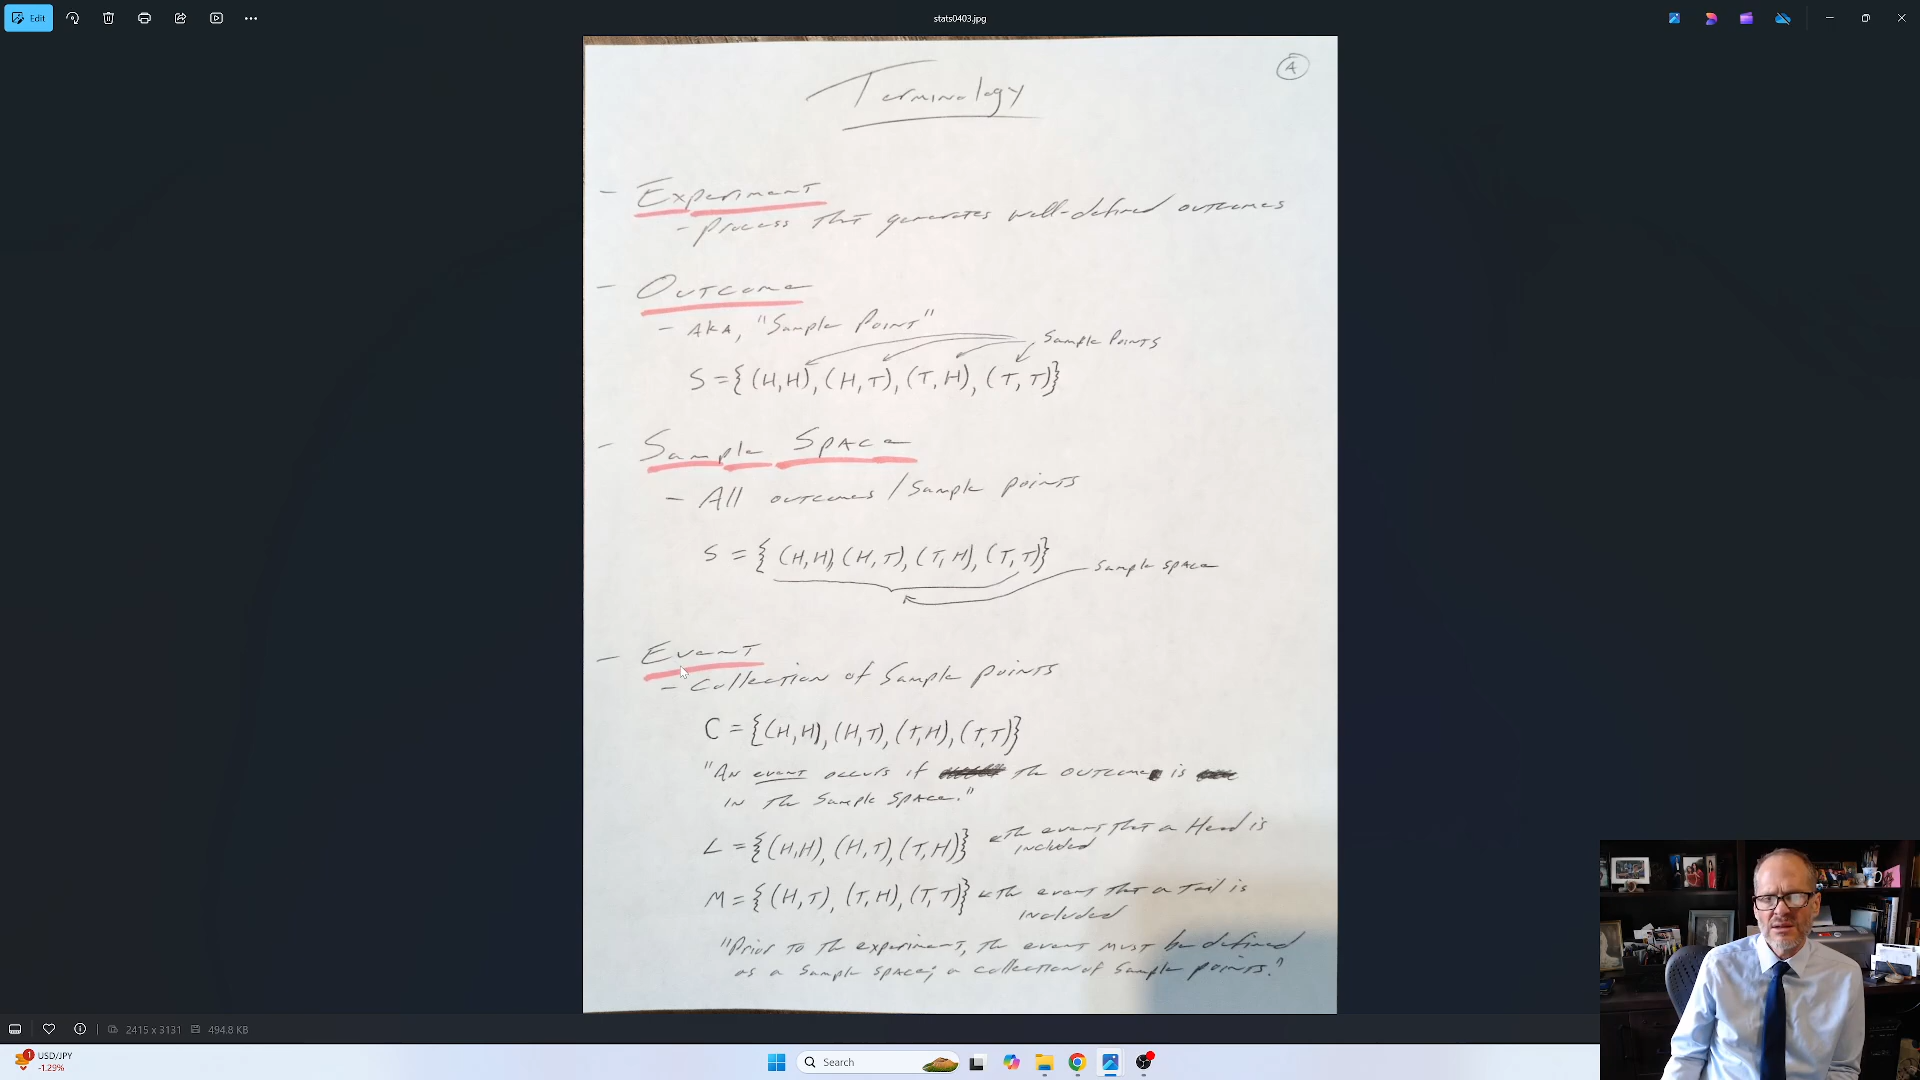 Edit
stats0403.jpg
A
Terminology
- Experiment
- process that generates well-defined outcomes
- Outcome
- AKA, "Sample Point"
Sample Points
S = {(H,H), (H,T), (T,H), (T,T)}
- Sample Space
- All outcomes / Sample points
S = { (H,H), (H,T), (T,H), (T,T)}
Sample space
- Event
- Collection of Sample points
C = {(H,H), (H,T), (T,H), (T,T)}
"An event occurs if the outcome is
in the Sample Space."
L = {(H,H), (H,T), (T,H)} the event that a Head is
included
M = {(H,T), (T,H), (T,T)} the event that a Tail is
included
"Prior to the experiment, the event must be defined
as a sample space; a collection of sample points."
2415 x 3131 494.8 KB
1
USD/JPY
-1.29%
Search